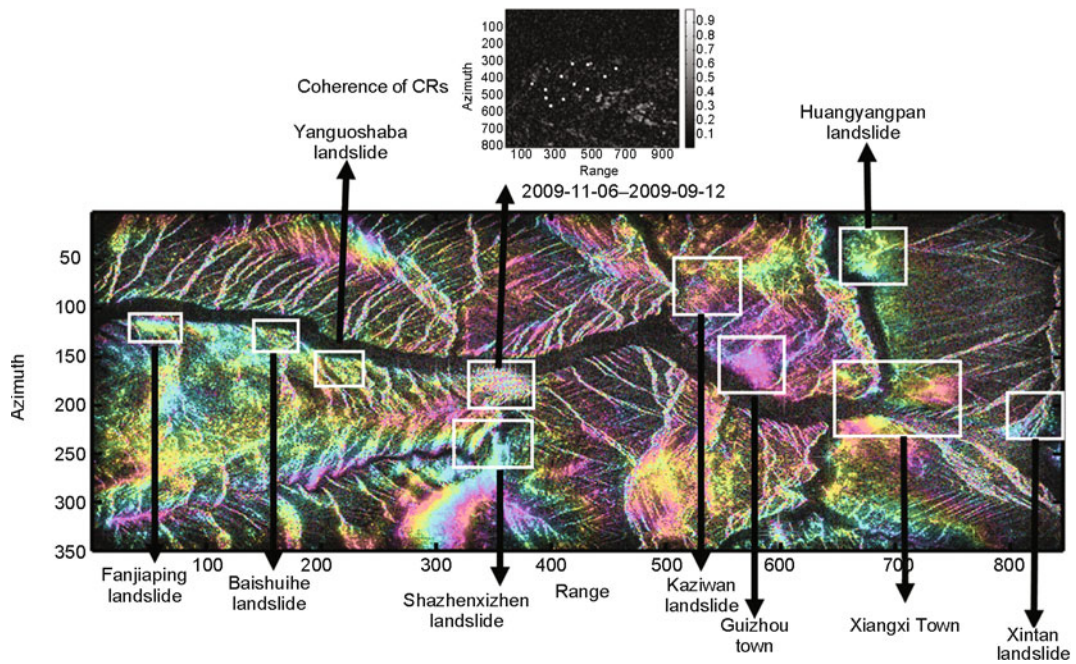 100
200
300
400
500
600
700
800
Azimuth
100 300 500 700 900
Range
0.9
0.8
0.7
0.6
0.5
0.4
0.3
0.2
0.1
Coherence of CRs
Yanguoshaba
landslide
Huangyangpan
landslide
2009-11-06–2009-09-12
50
100
150
200
250
300
350
Azimuth
100 200 300 400 500 600 700 800
Range
Fanjiaping
landslide
Baishuihe
landslide
Shazhenxizhen
landslide
Kaziwan
landslide
Guizhou
town
Xiangxi Town
Xintan
landslide